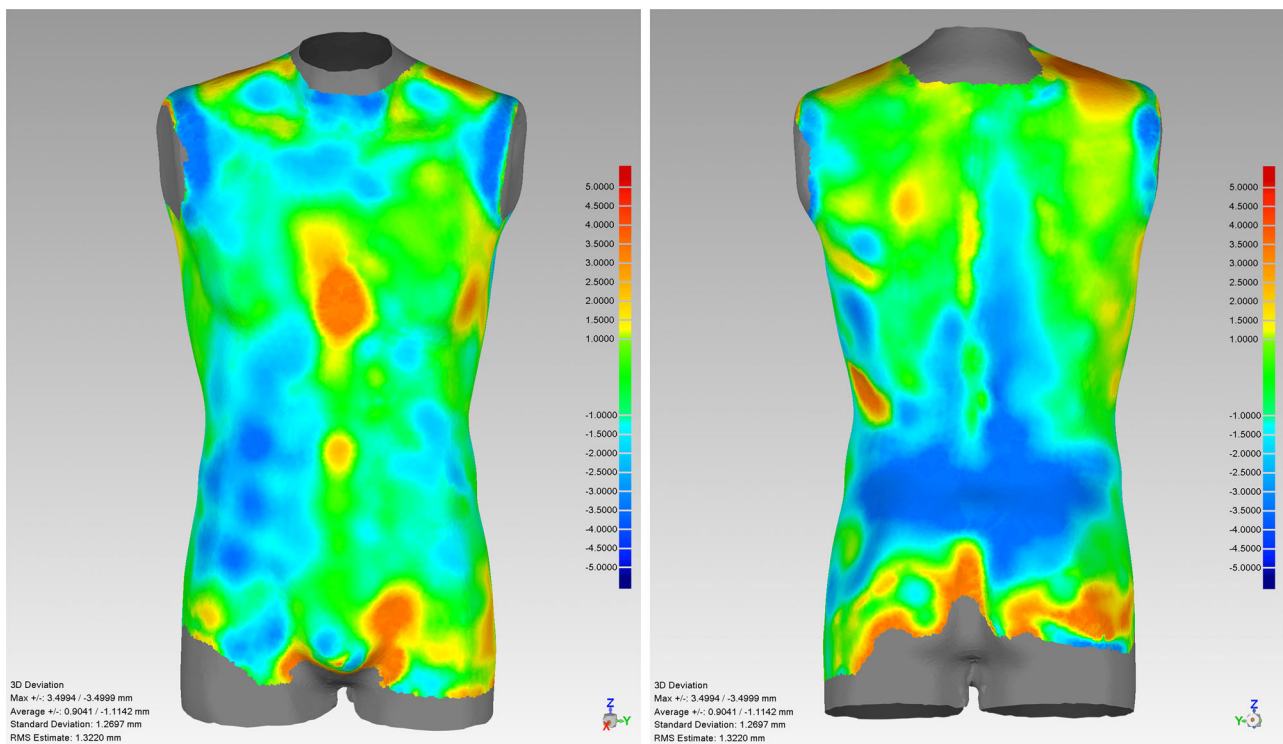 5.0000
4.5000
4.0000
3.5000
3.0000
2.5000
2.0000
1.5000
1.0000
-1.0000
-1.5000
-2.0000
-2.5000
-3.0000
-3.5000
-4.0000
-4.5000
-5.0000
3D Deviation
Max +/-: 3.4994 / -3.4999 mm
Average +/-: 0.9041 / -1.1142 mm
Standard Deviation: 1.2697 mm
RMS Estimate: 1.3220 mm
Z
X
Y
5.0000
4.5000
4.0000
3.5000
3.0000
2.5000
2.0000
1.5000
1.0000
-1.0000
-1.5000
-2.0000
-2.5000
-3.0000
-3.5000
-4.0000
-4.5000
-5.0000
3D Deviation
Max +/-: 3.4994 / -3.4999 mm
Average +/-: 0.9041 / -1.1142 mm
Standard Deviation: 1.2697 mm
RMS Estimate: 1.3220 mm
Z
Y